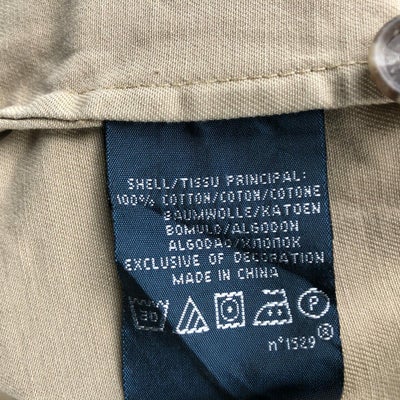 SHELL/TISSU PRINCIPAL:
100% COTTON/COTON/COTONE
BAUMWOLLE/KATOEN
BOMULD/ALGODON
ALGODAO/ХЛОПОК
EXCLUSIVE OF DECORATION
MADE IN CHINA
30 P
n°1529®